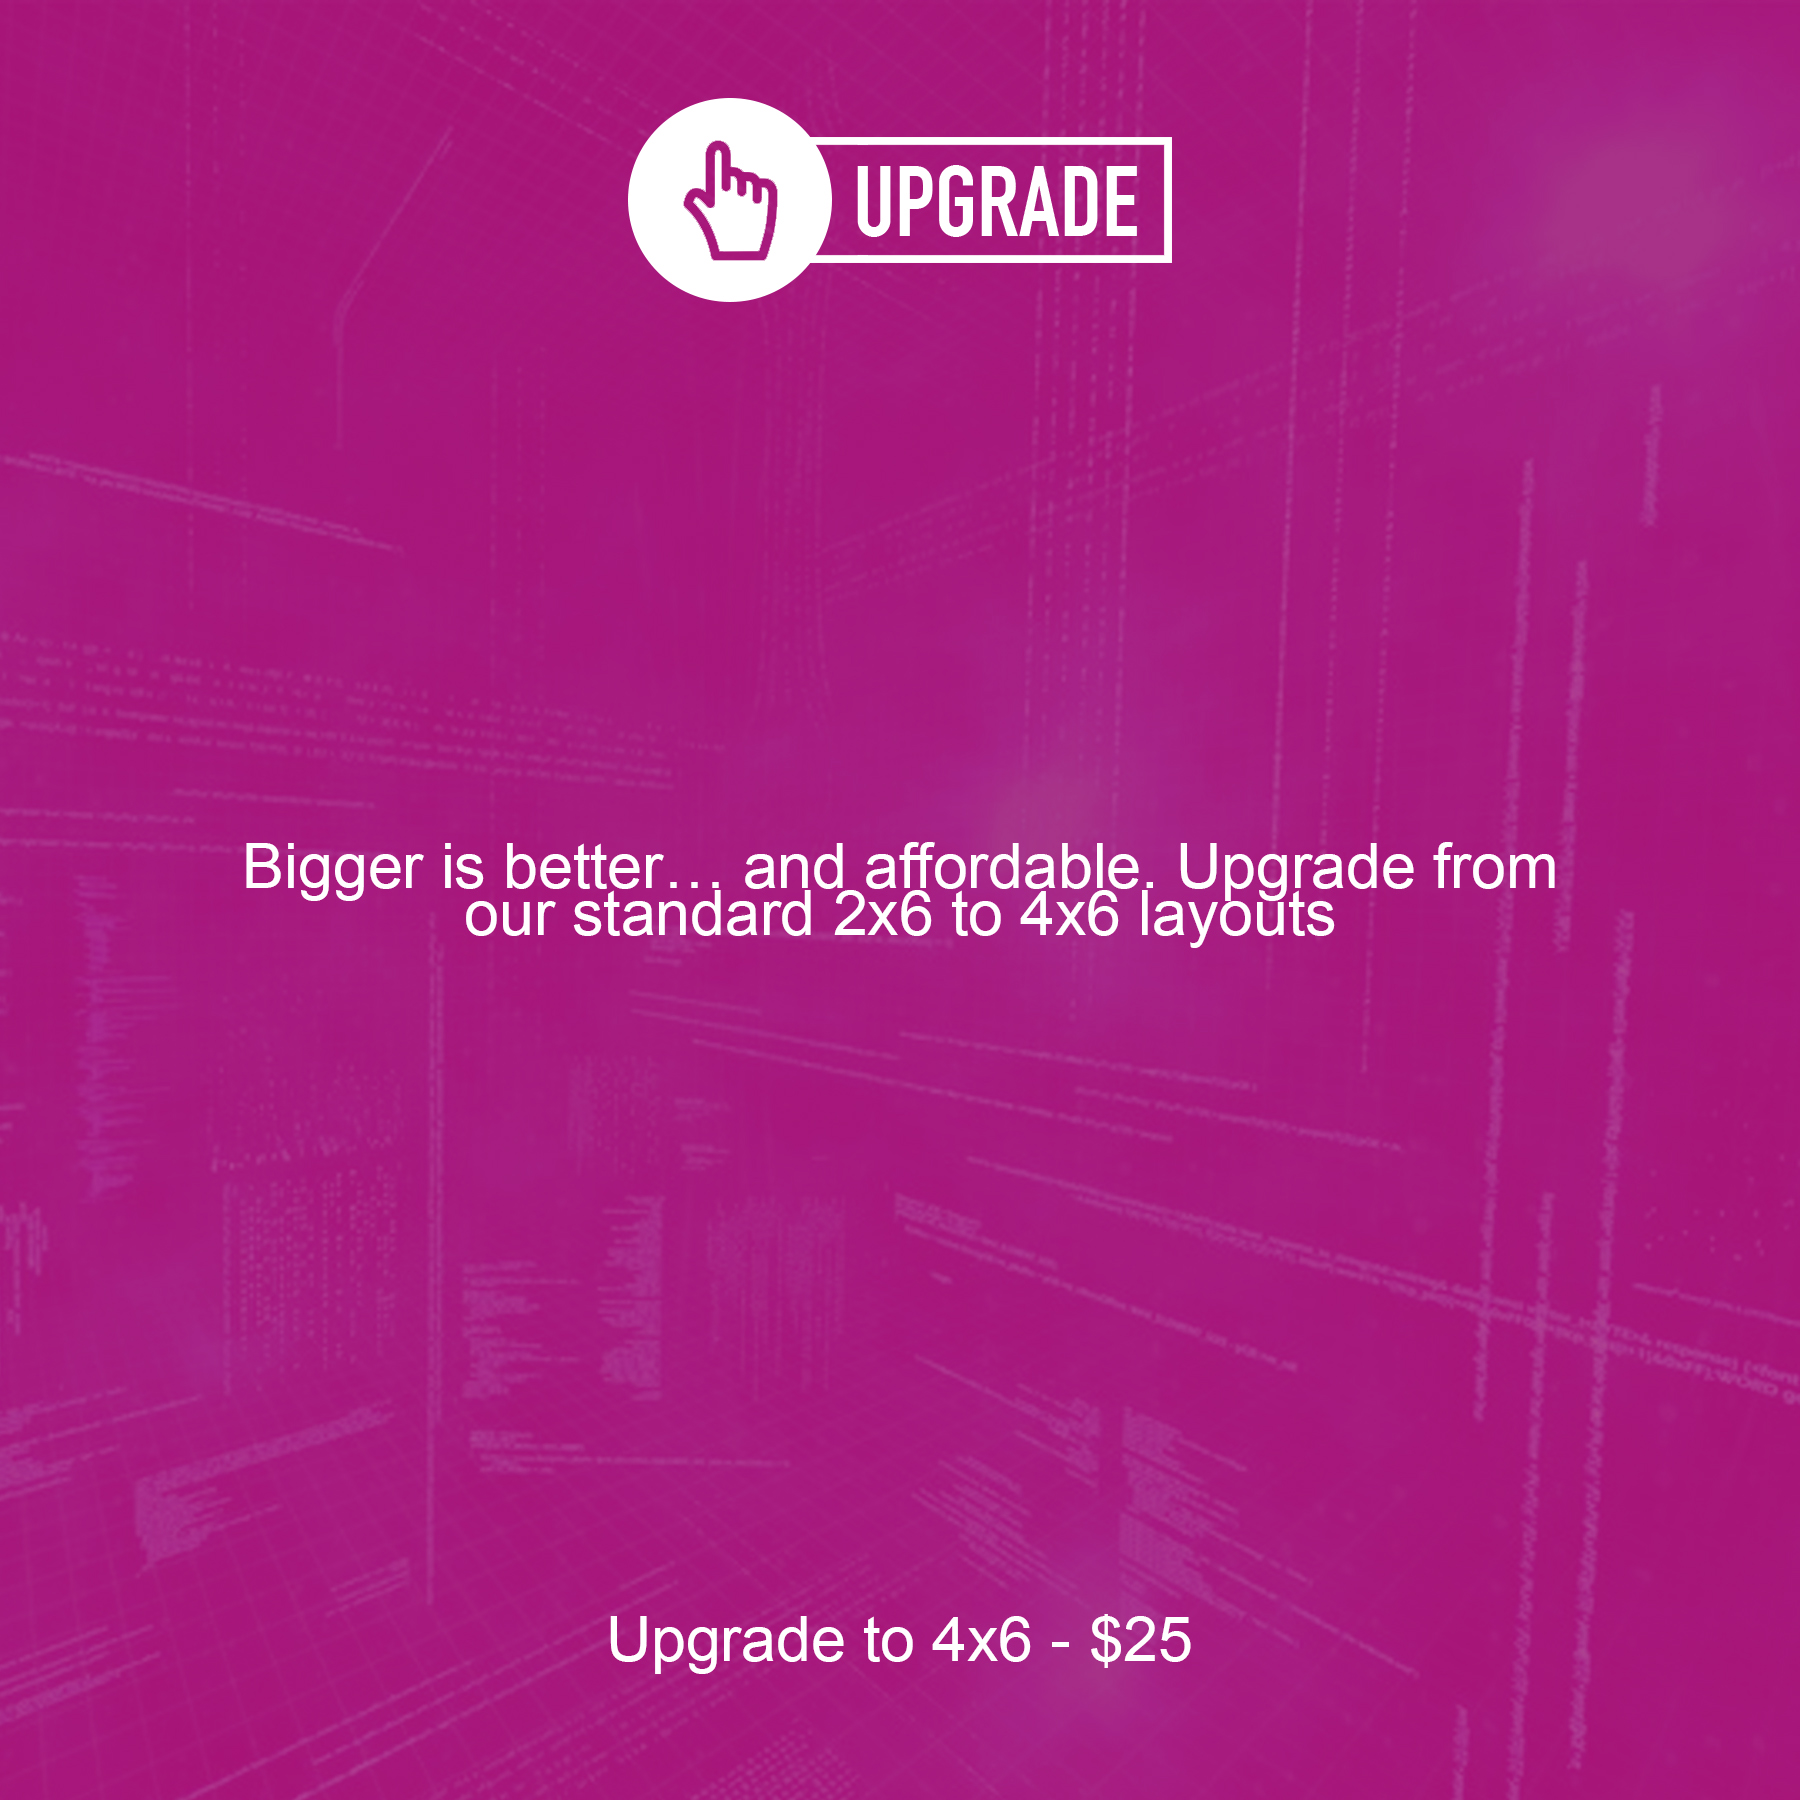 UPGRADE
Bigger is better… and affordable. Upgrade from
our standard 2x6 to 4x6 layouts
Upgrade to 4x6 - $25